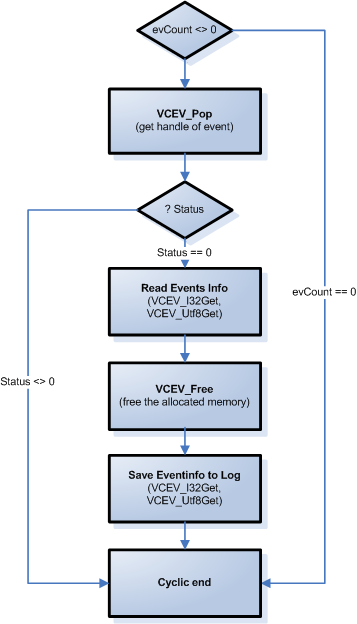 evCount <> 0
VCEV_Pop
(get handle of event)
? Status
Status == 0
Read Events Info
(VCEV_I32Get,
VCEV_Utf8Get)
evCount == 0
Status <> 0
VCEV_Free
(free the allocated memory)
Save Eventinfo to Log
(VCEV_I32Get,
VCEV_Utf8Get)
Cyclic end